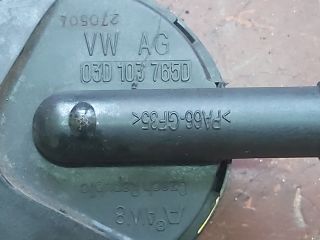 270504
VW AG
03D 103 765D
>PA66-GF35<
Czech Republic